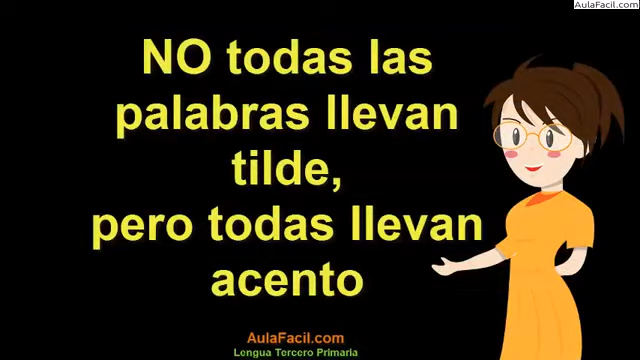 AulaFacil.com
NO todas las
palabras llevan
tilde,
pero todas llevan
acento
AulaFacil.com
Lengua Tercero Primaria